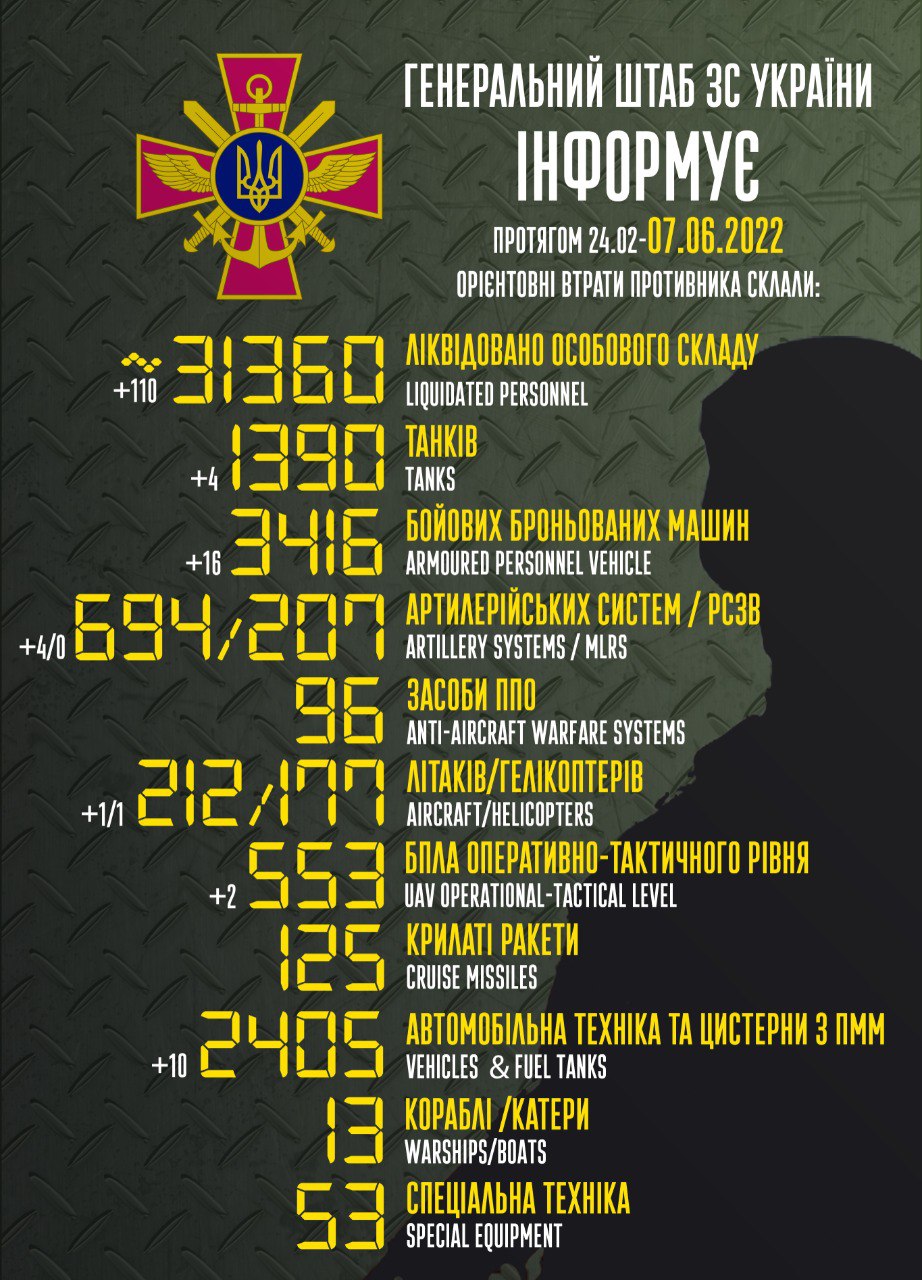 ГЕНЕРАЛЬНИЙ ШТАБ ЗС УКРАЇНИ
ІНФОРМУЄ
ПРОТЯГОМ 24.02-07.06.2022
ОРІЄНТОВНІ ВТРАТИ ПРОТИВНИКА СКЛАЛИ:
+110 ~31360 ЛІКВІДОВАНО ОСОБОВОГО СКЛАДУ
LIQUIDATED PERSONNEL
+4 1390 ТАНКІВ
TANKS
+16 3416 БОЙОВИХ БРОНЬОВАНИХ МАШИН
ARMOURED PERSONNEL VEHICLE
+4/0 694/207 АРТИЛЕРІЙСЬКИХ СИСТЕМ / РСЗВ
ARTILLERY SYSTEMS / MLRS
96 ЗАСОБИ ППО
ANTI-AIRCRAFT WARFARE SYSTEMS
+1/1 212/177 ЛІТАКІВ/ГЕЛІКОПТЕРІВ
AIRCRAFT/HELICOPTERS
+2 553 БПЛА ОПЕРАТИВНО-ТАКТИЧНОГО РІВНЯ
UAV OPERATIONAL-TACTICAL LEVEL
125 КРИЛАТІ РАКЕТИ
CRUISE MISSILES
+10 2405 АВТОМОБІЛЬНА ТЕХНІКА ТА ЦИСТЕРНИ З ПММ
VEHICLES & FUEL TANKS
13 КОРАБЛІ /КАТЕРИ
WARSHIPS/BOATS
53 СПЕЦІАЛЬНА ТЕХНІКА
SPECIAL EQUIPMENT